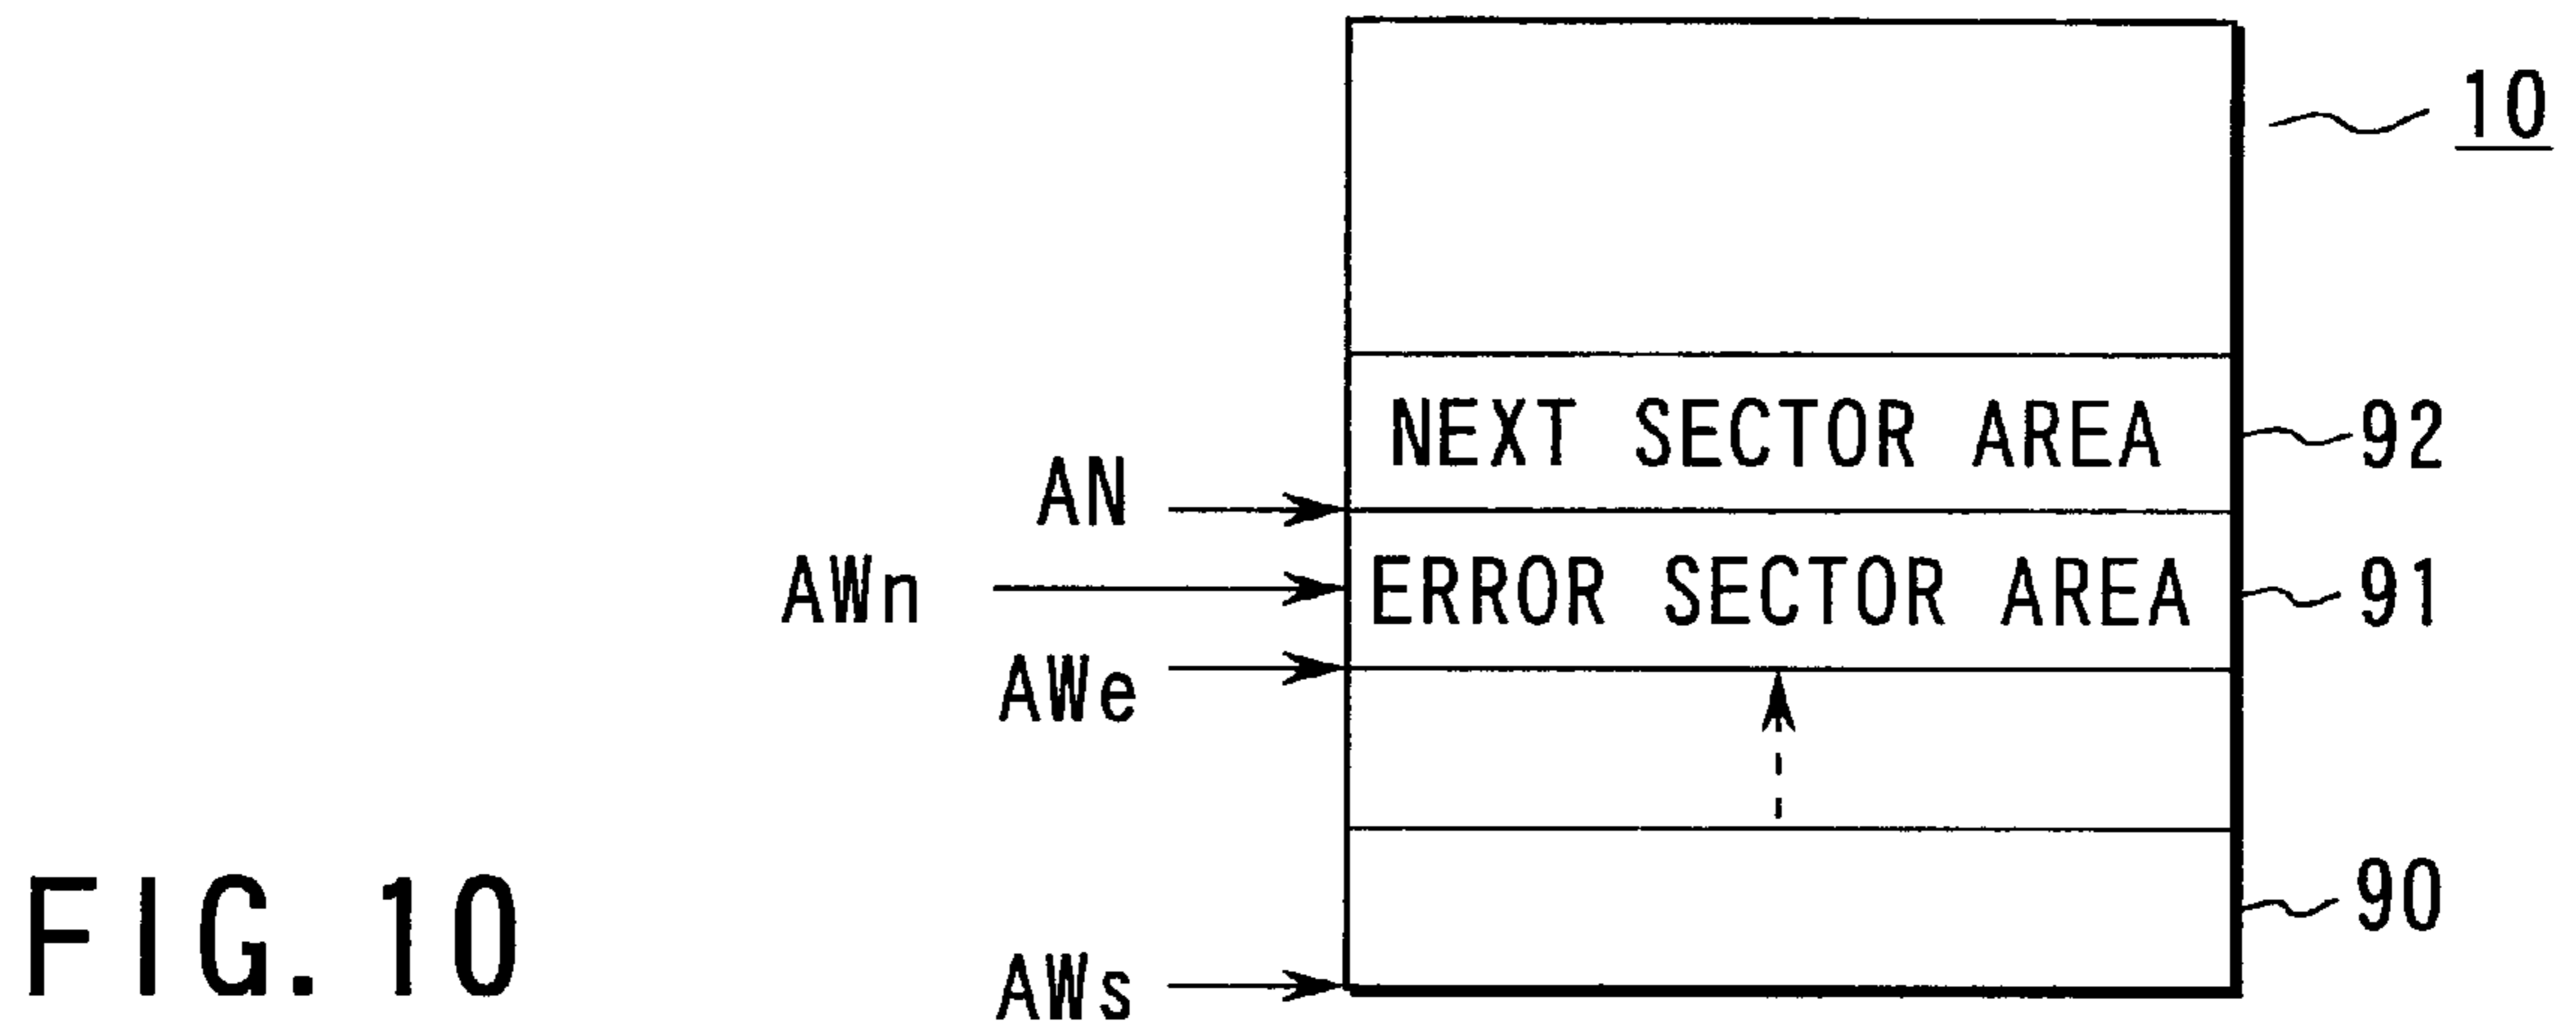 10
NEXT SECTOR AREA
92
AN
AWn
ERROR SECTOR AREA
91
AWe
90
FIG.10
AWs